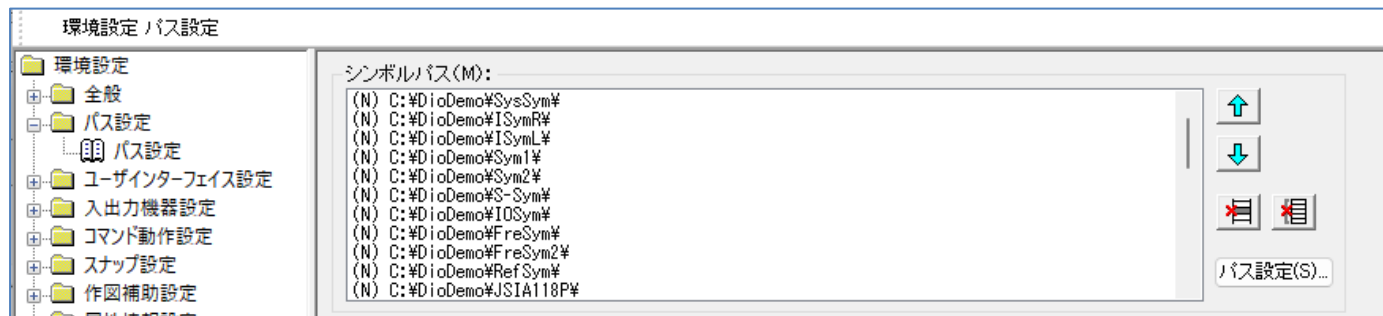 環境設定 パス設定
環境設定
全般
パス設定
パス設定
ユーザインターフェイス設定
入出力機器設定
コマンド動作設定
スナップ設定
作図補助設定
シンボルパス(M):
(N) C:¥DioDemo¥SysSym¥
(N) C:¥DioDemo¥ISymR¥
(N) C:¥DioDemo¥ISymL¥
(N) C:¥DioDemo¥Sym1¥
(N) C:¥DioDemo¥Sym2¥
(N) C:¥DioDemo¥S-Sym¥
(N) C:¥DioDemo¥IOSym¥
(N) C:¥DioDemo¥FreSym¥
(N) C:¥DioDemo¥FreSym2¥
(N) C:¥DioDemo¥RefSym¥
(N) C:¥DioDemo¥JSIA118P¥
パス設定(S)...